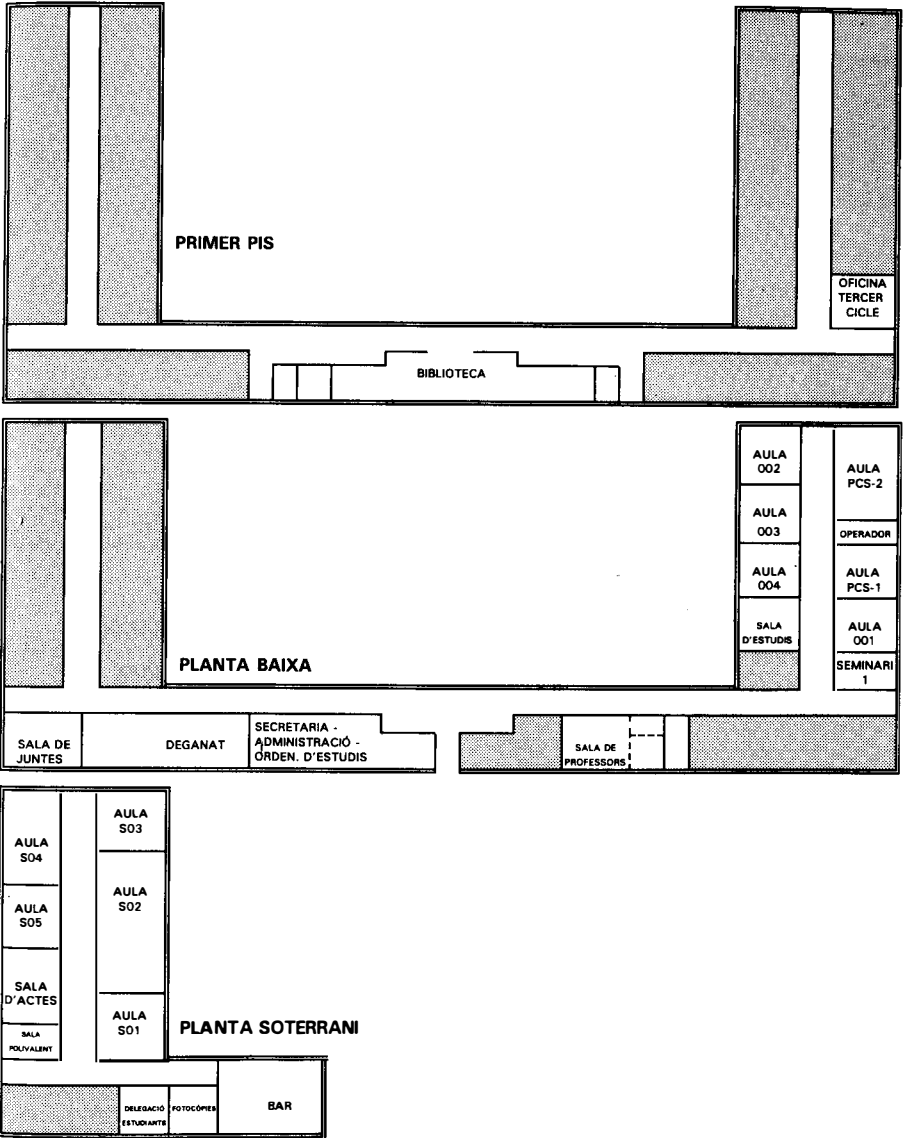 PRIMER PIS
OFICINA
TERCER
CICLE
BIBLIOTECA
AULA
002
AULA
PCS-2
AULA
003
OPERADOR
AULA
004
AULA
PCS-1
SALA
D'ESTUDIS
AULA
001
SEMINARI
1
PLANTA BAIXA
SALA DE
JUNTES
DEGANAT
SECRETARIA -
ADMINISTRACIÓ -
ORDEN. D'ESTUDIS
SALA DE
PROFESSORS
AULA
S03
AULA
S04
AULA
S02
AULA
S05
SALA
D'ACTES
AULA
S01
SALA
POLIVALENT
PLANTA SOTERRANI
DELEGACIÓ
ESTUDIANTS
FOTOCÒPIES
BAR